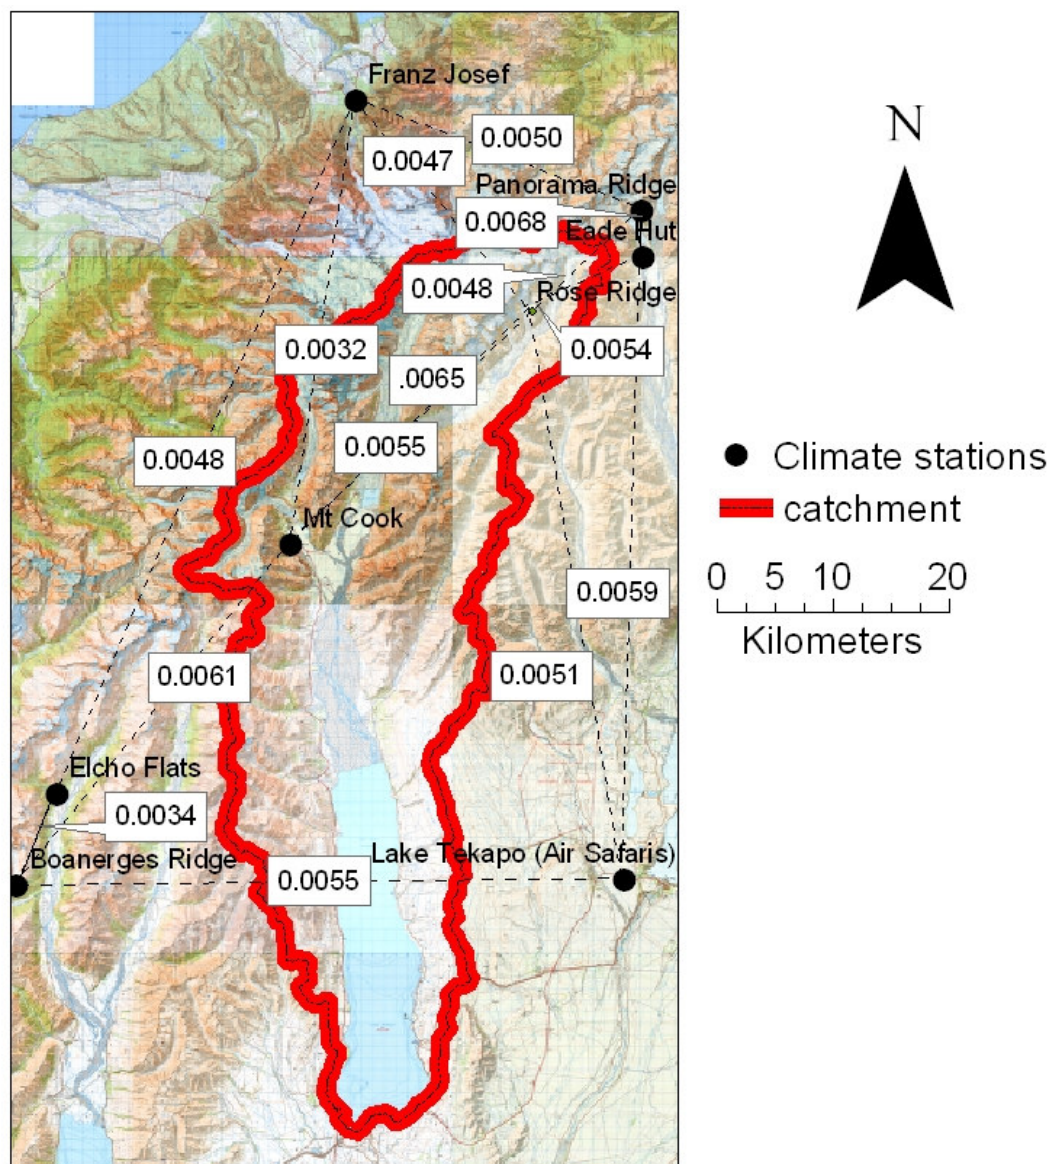 Franz Josef
N
0.0050
0.0047
Panorama Ridge
0.0068
Eade Hut
0.0048
Rose Ridge
0.0032
0.0054
.0065
0.0055
0.0048
Climate stations
catchment
Mt Cook
0 5 10 20
Kilometers
0.0059
0.0061
0.0051
Elcho Flats
0.0034
Boanerges Ridge
Lake Tekapo (Air Safaris)
0.0055